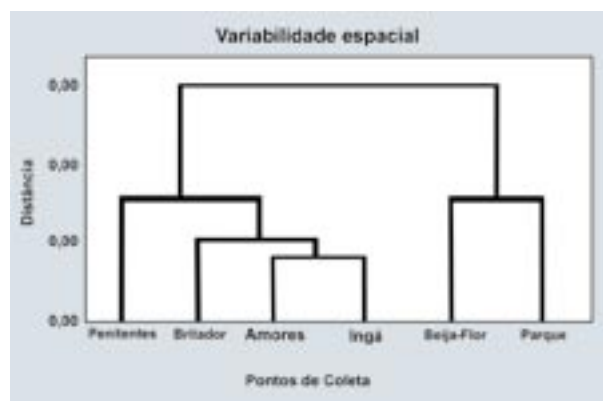 Variabilidade espacial
0,00
0,00
0,00
0,00
Distância
Penitentes Britador Amores Ingá Beija-Flor Parque
Pontos de Coleta